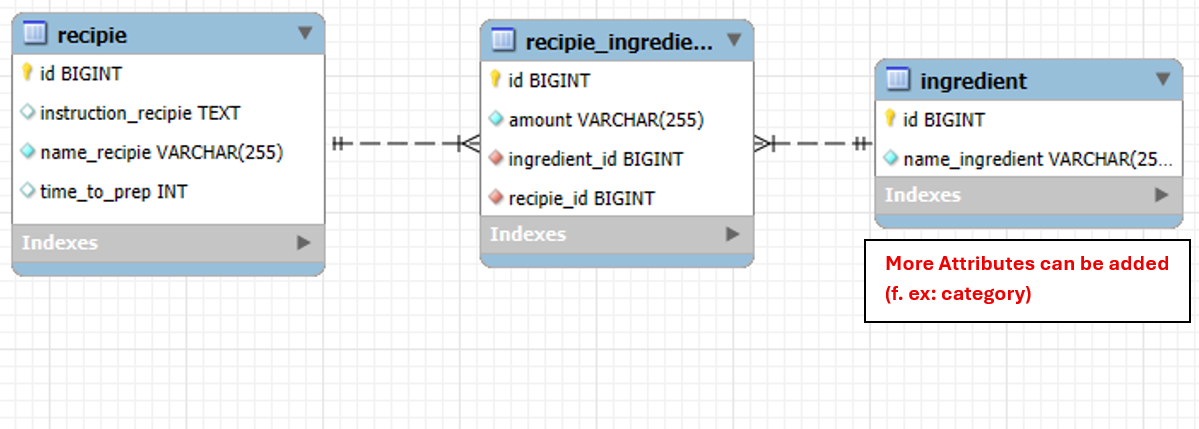 recipie
id BIGINT
instruction_recipie TEXT
name_recipie VARCHAR(255)
time_to_prep INT
Indexes
recipie_ingredie...
id BIGINT
amount VARCHAR(255)
ingredient_id BIGINT
recipie_id BIGINT
Indexes
ingredient
id BIGINT
name_ingredient VARCHAR(25...
Indexes
More Attributes can be added
(f. ex: category)